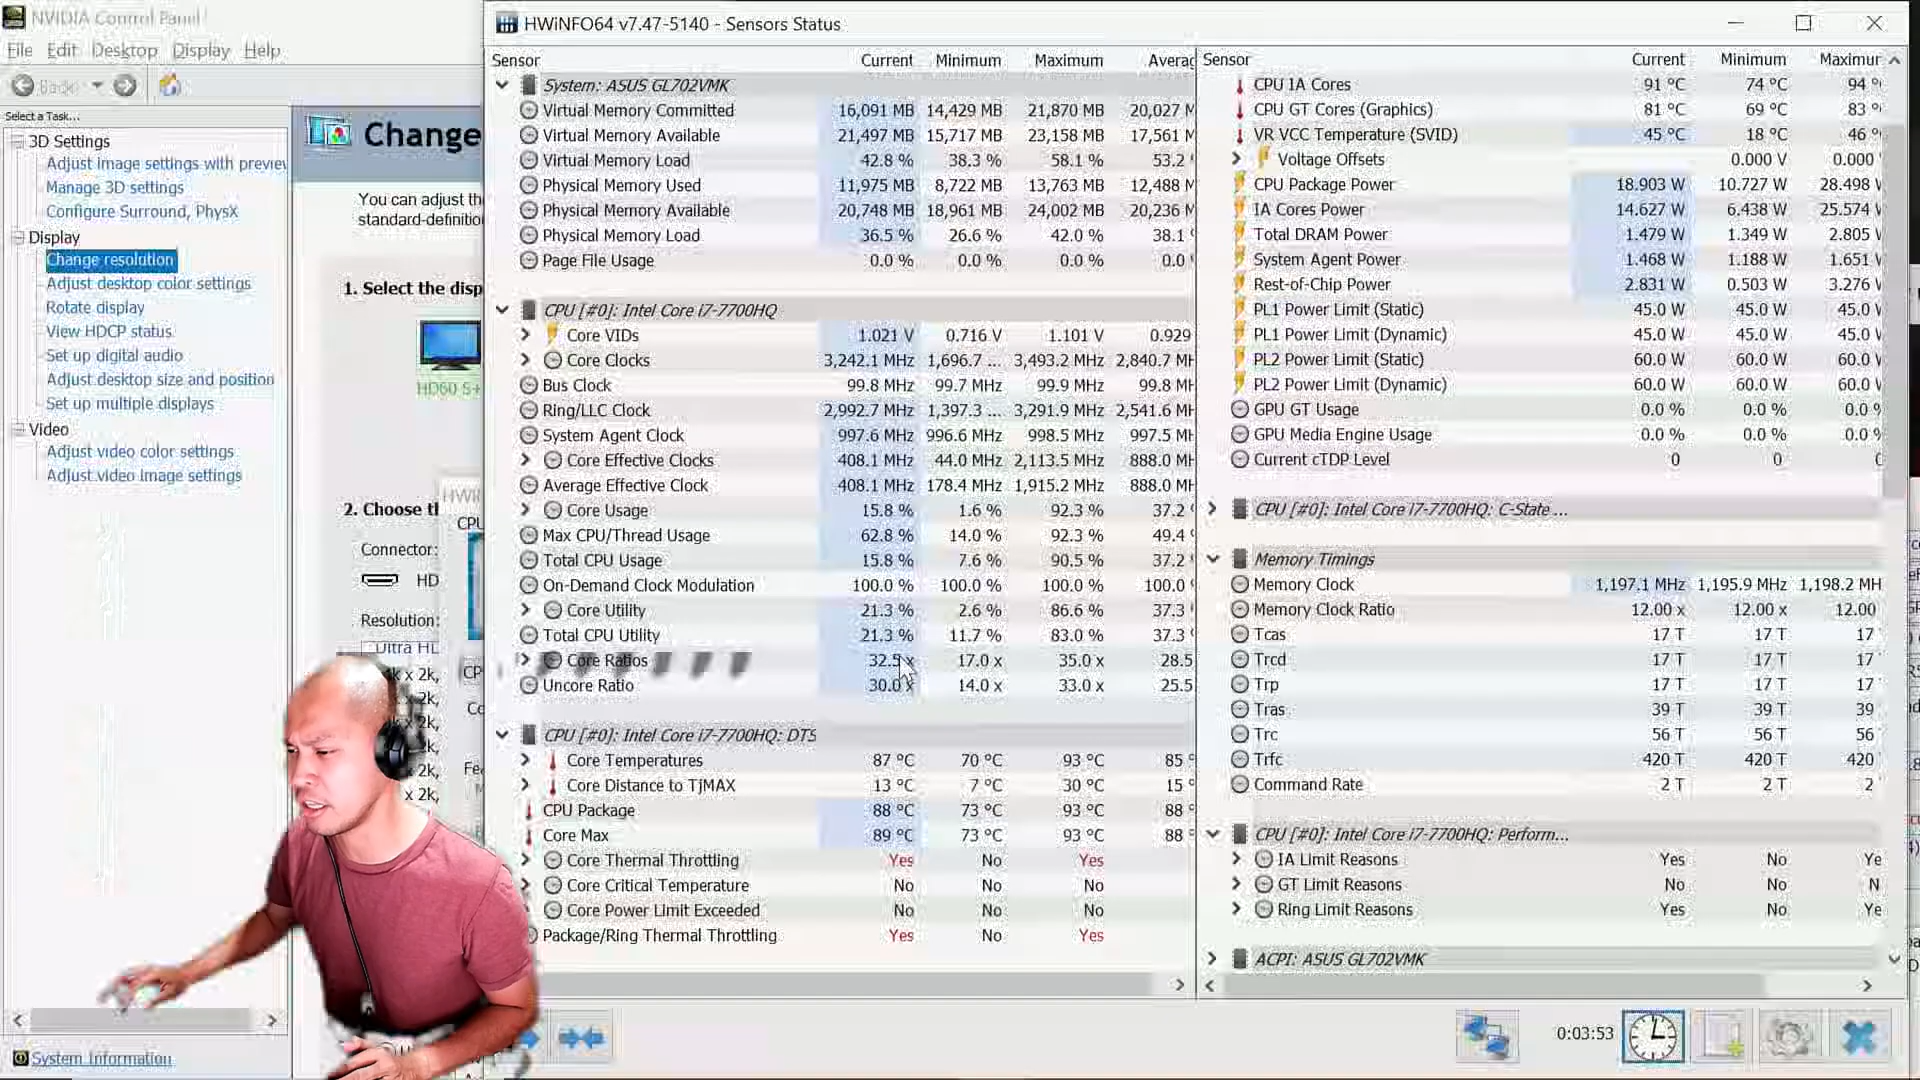 NVIDIA Control Panel
File Edit Desktop Display Help
Back
Select a Task...
3D Settings
Adjust image settings with preview
Manage 3D settings
Configure Surround, PhysX
Display
Change resolution
Adjust desktop color settings
Rotate display
View HDCP status
Set up digital audio
Adjust desktop size and position
Set up multiple displays
Video
Adjust video color settings
Adjust video image settings
System Information
Change
You can adjust the
standard-definitio
1. Select the disp
HD60 S+
2. Choose t
Connector:
HD
Resolution:
Ultra HD
k x 2k,
k x 2k,
x 2k,
x 2k,
x 2k,
HWiNFO64 v7.47-5140 - Sensors Status
Sensor Current Minimum Maximum Averag
System: ASUS GL702VMK
Virtual Memory Committed 16,091 MB 14,429 MB 21,870 MB 20,027 M
Virtual Memory Available 21,497 MB 15,717 MB 23,158 MB 17,561 M
Virtual Memory Load 42.8 % 38.3 % 58.1 % 53.2
Physical Memory Used 11,975 MB 8,722 MB 13,763 MB 12,488 M
Physical Memory Available 20,748 MB 18,961 MB 24,002 MB 20,236 M
Physical Memory Load 36.5 % 26.6 % 42.0 % 38.1
Page File Usage 0.0 % 0.0 % 0.0 % 0.0
CPU [#0]: Intel Core i7-7700HQ
Core VIDs 1.021 V 0.716 V 1.101 V 0.929
Core Clocks 3,242.1 MHz 1,696.7 ... 3,493.2 MHz 2,840.7 MH
Bus Clock 99.8 MHz 99.7 MHz 99.9 MHz 99.8 MH
Ring/LLC Clock 2,992.7 MHz 1,397.3 ... 3,291.9 MHz 2,541.6 MH
System Agent Clock 997.6 MHz 996.6 MHz 998.5 MHz 997.5 MH
Core Effective Clocks 408.1 MHz 44.0 MHz 2,113.5 MHz 888.0 MH
Average Effective Clock 408.1 MHz 178.4 MHz 1,915.2 MHz 888.0 MH
Core Usage 15.8 % 1.6 % 92.3 % 37.2
Max CPU/Thread Usage 62.8 % 14.0 % 92.3 % 49.4
Total CPU Usage 15.8 % 7.6 % 90.5 % 37.2
On-Demand Clock Modulation 100.0 % 100.0 % 100.0 % 100.0
Core Utility 21.3 % 2.6 % 86.6 % 37.3
Total CPU Utility 21.3 % 11.7 % 83.0 % 37.3
Core Ratios 32.5 x 17.0 x 35.0 x 28.5
Uncore Ratio 30.0 x 14.0 x 33.0 x 25.5
CPU [#0]: Intel Core i7-7700HQ: DTS
Core Temperatures 87 °C 70 °C 93 °C 85 °
Core Distance to TjMAX 13 °C 7 °C 30 °C 15 °
CPU Package 88 °C 73 °C 93 °C 88 °
Core Max 89 °C 73 °C 93 °C 88 °
Core Thermal Throttling Yes No Yes
Core Critical Temperature No No No
Core Power Limit Exceeded No No No
Package/Ring Thermal Throttling Yes No Yes
Sensor Current Minimum Maximur
CPU IA Cores 91 °C 74 °C 94 °
CPU GT Cores (Graphics) 81 °C 69 °C 83 °
VR VCC Temperature (SVID) 45 °C 18 °C 46 °
Voltage Offsets 0.000 V 0.000
CPU Package Power 18.903 W 10.727 W 28.498
IA Cores Power 14.627 W 6.438 W 25.574
Total DRAM Power 1.479 W 1.349 W 2.805
System Agent Power 1.468 W 1.188 W 1.651
Rest-of-Chip Power 2.831 W 0.503 W 3.276
PL1 Power Limit (Static) 45.0 W 45.0 W 45.0
PL1 Power Limit (Dynamic) 45.0 W 45.0 W 45.0
PL2 Power Limit (Static) 60.0 W 60.0 W 60.0
PL2 Power Limit (Dynamic) 60.0 W 60.0 W 60.0
GPU GT Usage 0.0 % 0.0 % 0.0 %
GPU Media Engine Usage 0.0 % 0.0 % 0.0 %
Current cTDP Level 0 0 0
CPU [#0]: Intel Core i7-7700HQ: C-State ...
Memory Timings
Memory Clock 1,197.1 MHz 1,195.9 MHz 1,198.2 MH
Memory Clock Ratio 12.00 x 12.00 x 12.00
Tcas 17 T 17 T 17
Trcd 17 T 17 T 17
Trp 17 T 17 T 17
Tras 39 T 39 T 39
Trc 56 T 56 T 56
Trfc 420 T 420 T 420
Command Rate 2 T 2 T 2
CPU [#0]: Intel Core i7-7700HQ: Perform...
IA Limit Reasons Yes No Ye
GT Limit Reasons No No N
Ring Limit Reasons Yes No Ye
ACPI: ASUS GL702VMK
0:03:53